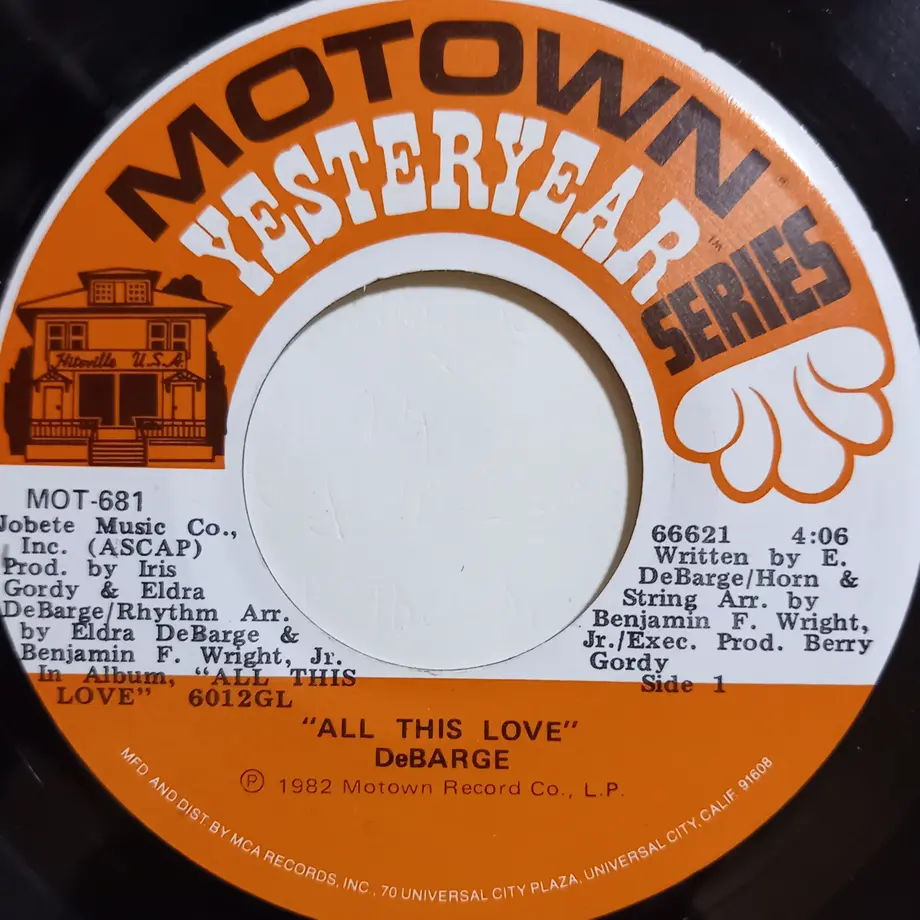 MOTOWN
YESTERYEAR™
SERIES
Hitsville U.S.A.
MOT-681
Jobete Music Co.,
Inc. (ASCAP)
Prod. by Iris
Gordy & Eldra
DeBarge/Rhythm Arr.
by Eldra DeBarge &
Benjamin F. Wright, Jr.
In Album, "ALL THIS
LOVE" 6012GL
66621 4:06
Written by E.
DeBarge/Horn &
String Arr. by
Benjamin F. Wright,
Jr./Exec. Prod. Berry
Gordy
Side 1
"ALL THIS LOVE"
DeBARGE
℗ 1982 Motown Record Co., L.P.
MFD AND DIST. BY MCA RECORDS, INC., 70 UNIVERSAL CITY PLAZA, UNIVERSAL CITY, CALIF. 91608